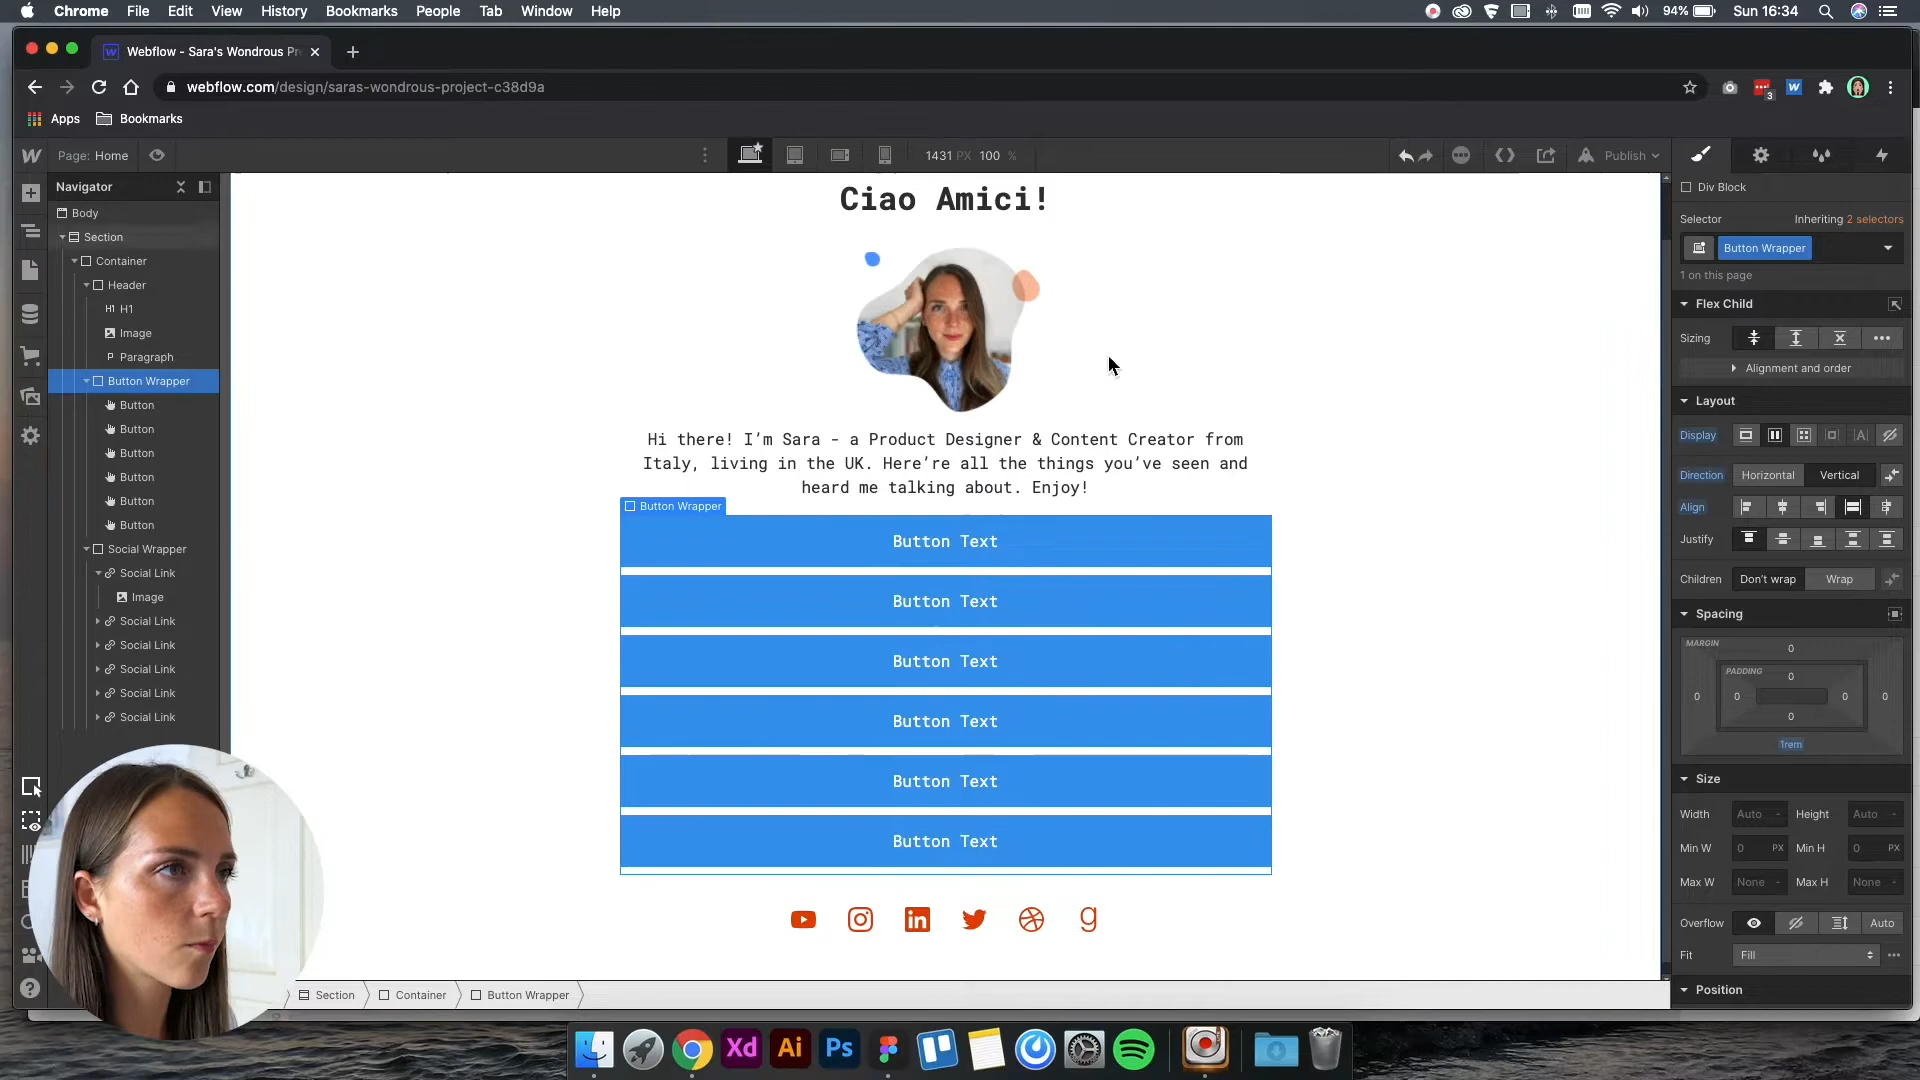 Chrome File Edit View History Bookmarks People Tab Window Help
94% Sun 16:34
Webflow - Sara's Wondrous Pr
webflow.com/design/saras-wondrous-project-c38d9a
3
Apps Bookmarks
Page: Home
1431 PX 100 %
Publish
Navigator
Body
Section
Container
Header
H1 H1
Image
P Paragraph
Button Wrapper
Button
Button
Button
Button
Button
Button
Social Wrapper
Social Link
Image
Social Link
Social Link
Social Link
Social Link
Social Link
Ciao Amici!
Hi there! I’m Sara - a Product Designer & Content Creator from
Italy, living in the UK. Here’re all the things you’ve seen and
heard me talking about. Enjoy!
Button Wrapper
Button Text
Button Text
Button Text
Button Text
Button Text
Button Text
Section Container Button Wrapper
Div Block
Selector Inheriting 2 selectors
Button Wrapper
1 on this page
Flex Child
Sizing
Alignment and order
Layout
Display
Direction Horizontal Vertical
Align
Justify
Children Don't wrap Wrap
Spacing
MARGIN 0
PADDING 0
0 0 0 0
0
1rem
Size
Width Auto - Height Auto -
Min W 0 PX Min H 0 PX
Max W None - Max H None -
Overflow Auto
Fit Fill
Position
Xd Ai Ps